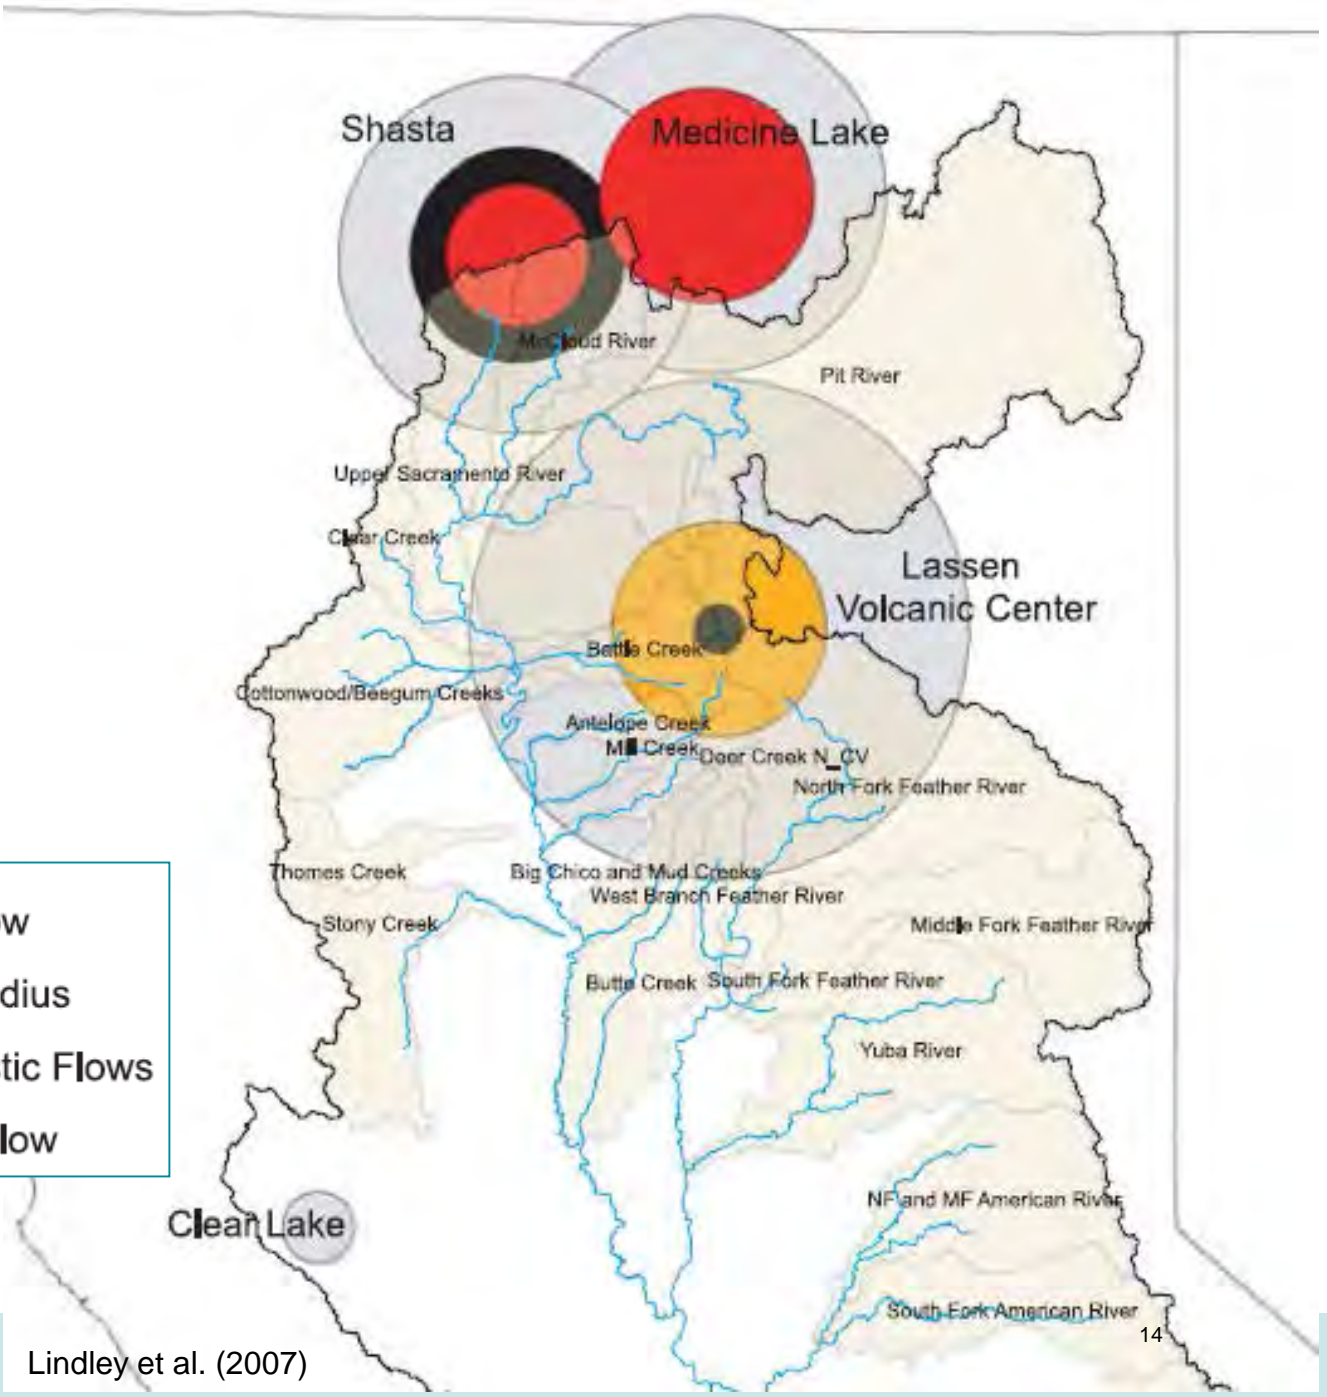 Shasta
Medicine Lake
McCloud River
Pit River
Upper Sacramento River
Clear Creek
Lassen
Volcanic Center
Battle Creek
Cottonwood/Beegum Creeks
Antelope Creek
Mill Creek
Deer Creek N_CV
North Fork Feather River
Thomes Creek
Big Chico and Mud Creeks
West Branch Feather River
Stony Creek
Middle Fork Feather River
Butte Creek
South Fork Feather River
Yuba River
ow
dius
stic Flows
low
NF and MF American River
Clear Lake
South Fork American River
14
Lindley et al. (2007)